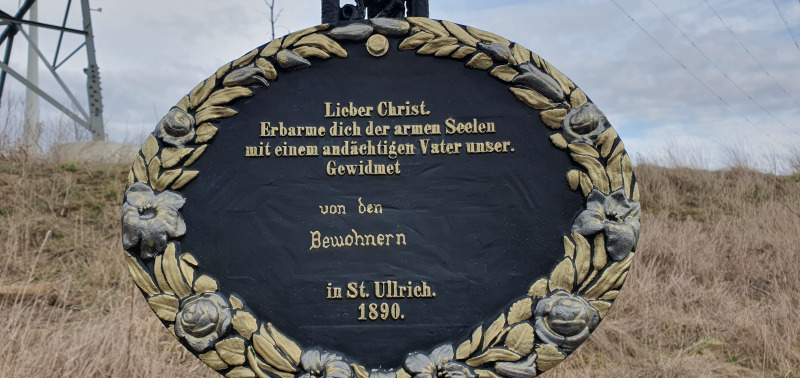 Lieber Christ.
Erbarme dich der armen Seelen
mit einem andächtigen Vater unser.
Gewidmet
von den
Bewohnern
in St. Ullrich.
1890.